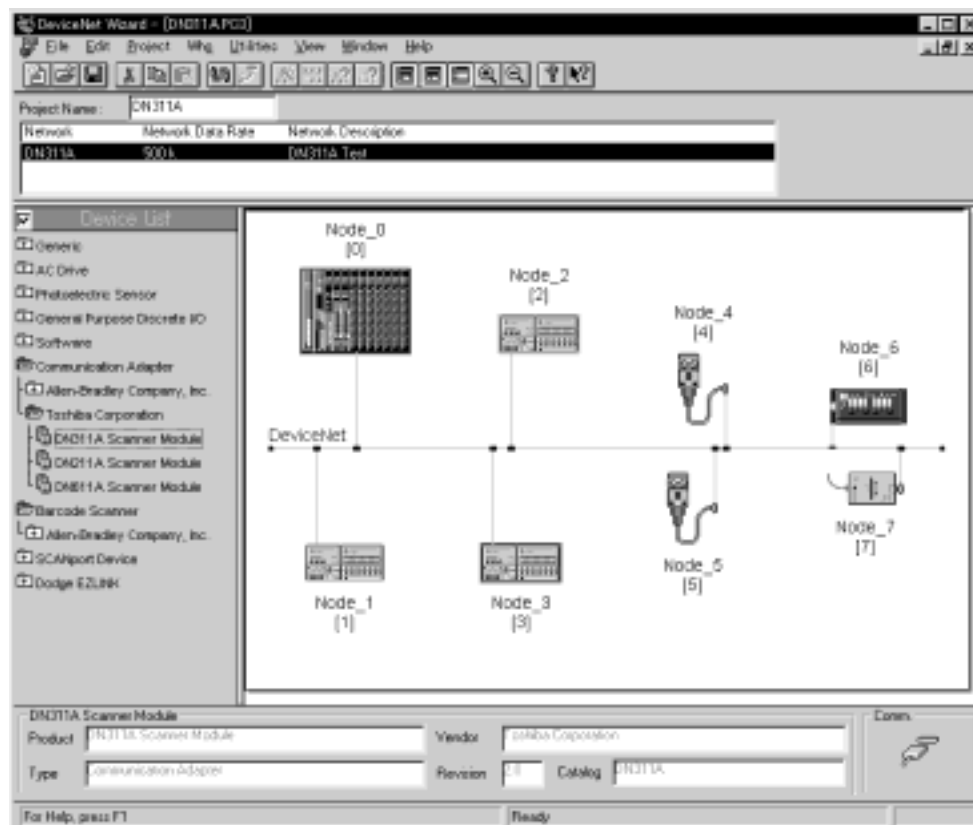 DeviceNet Wizard - [DN311A.PC3]
File Edit Project Who Utilities View Window Help
Project Name : DN311A
Network Network Data Rate Network Description
DN311A 500 k DN311A Test
Device List
Generic
AC Drive
Photoelectric Sensor
General Purpose Discrete I/O
Software
Communication Adapter
Allen-Bradley Company, Inc.
Toshiba Corporation
DN311A Scanner Module
DN211A Scanner Module
DN611A Scanner Module
Barcode Scanner
Allen-Bradley Company, Inc.
SCANport Device
Dodge EZLINK
Node_0
[0]
Node_2
[2]
Node_4
[4]
Node_6
[6]
DeviceNet
Node_1
[1]
Node_3
[3]
Node_5
[5]
Node_7
[7]
DN311A Scanner Module
Product DN311A Scanner Module Vendor Toshiba Corporation
Type Communication Adapter Revision 2.0 Catalog DN311A
Comm.
For Help, press F1 Ready